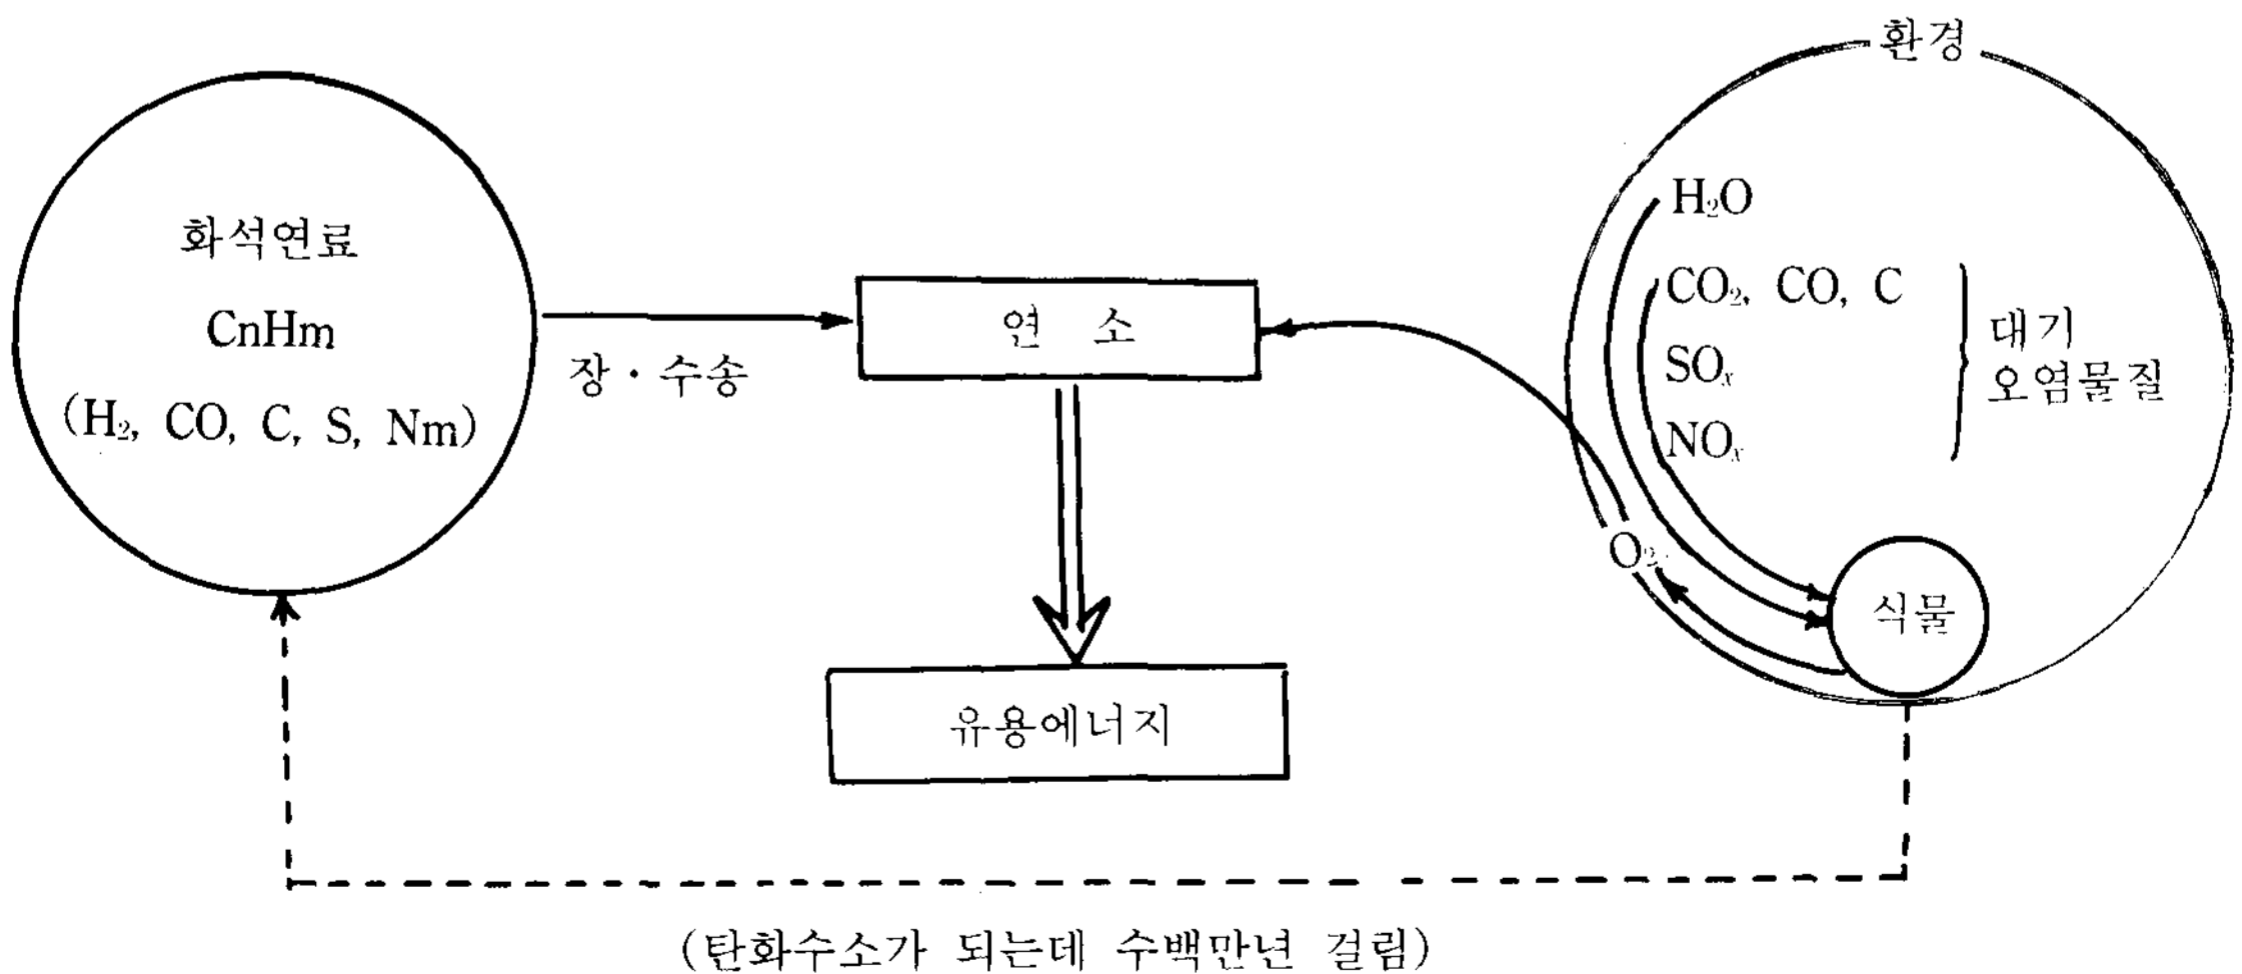 환경
화석연료
CnHm
(H₂, CO, C, S, Nm)
장·수송
연 소
유용에너지
H₂O
CO₂, CO, C
SOₓ
NOₓ
대기
오염물질
O₂
식물
(탄화수소가 되는데 수백만년 걸림)